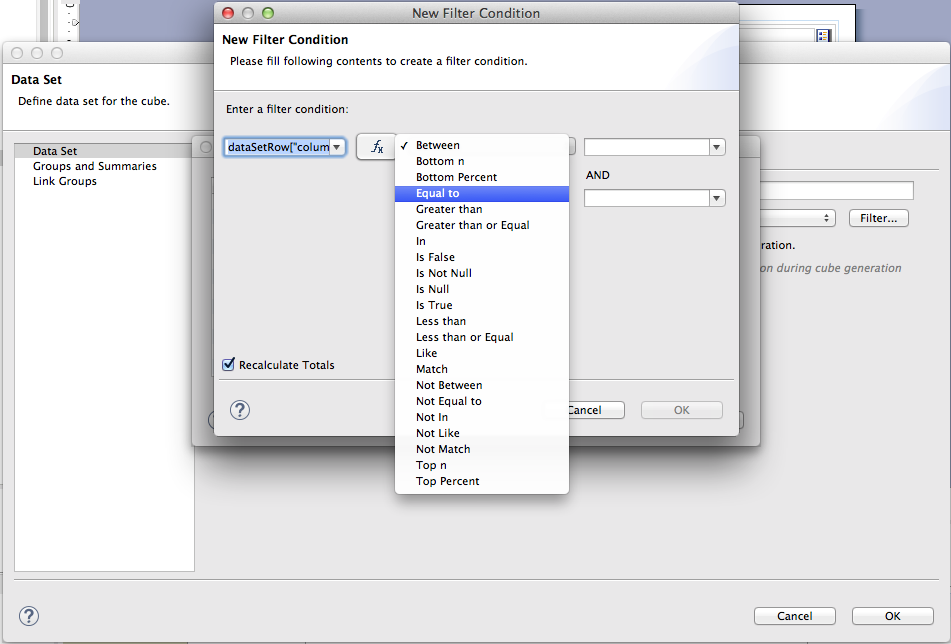 New Filter Condition
New Filter Condition
Please fill following contents to create a filter condition.
Enter a filter condition:
dataSetRow["colum
fx
✓ Between
Bottom n
Bottom Percent
Equal to
Greater than
Greater than or Equal
In
Is False
Is Not Null
Is Null
Is True
Less than
Less than or Equal
Like
Match
Not Between
Not Equal to
Not In
Not Like
Not Match
Top n
Top Percent
AND
Recalculate Totals
?
Cancel
OK
Data Set
Define data set for the cube.
Data Set
Groups and Summaries
Link Groups
Filter...
ration.
on during cube generation
?
Cancel
OK